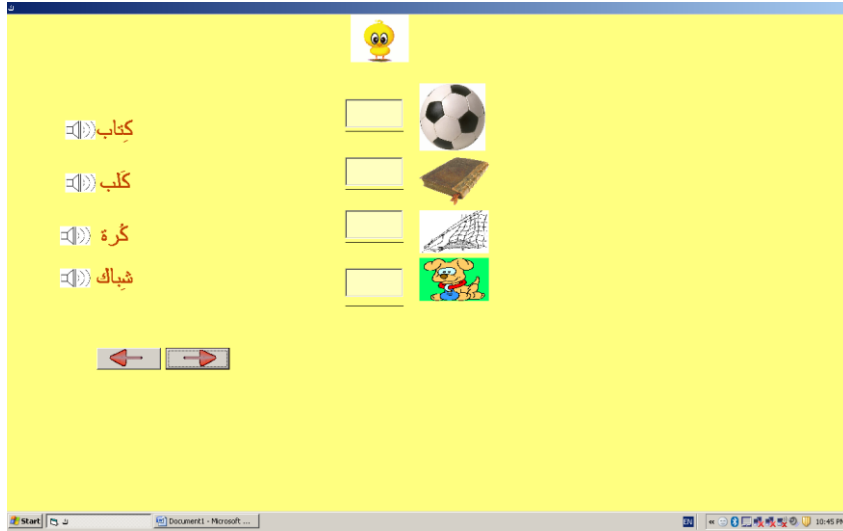 ك
كِتاب
كَلب
كُرة
شِباك
Start
ك
Document1 - Microsoft ...
EN
«
10:45 PM